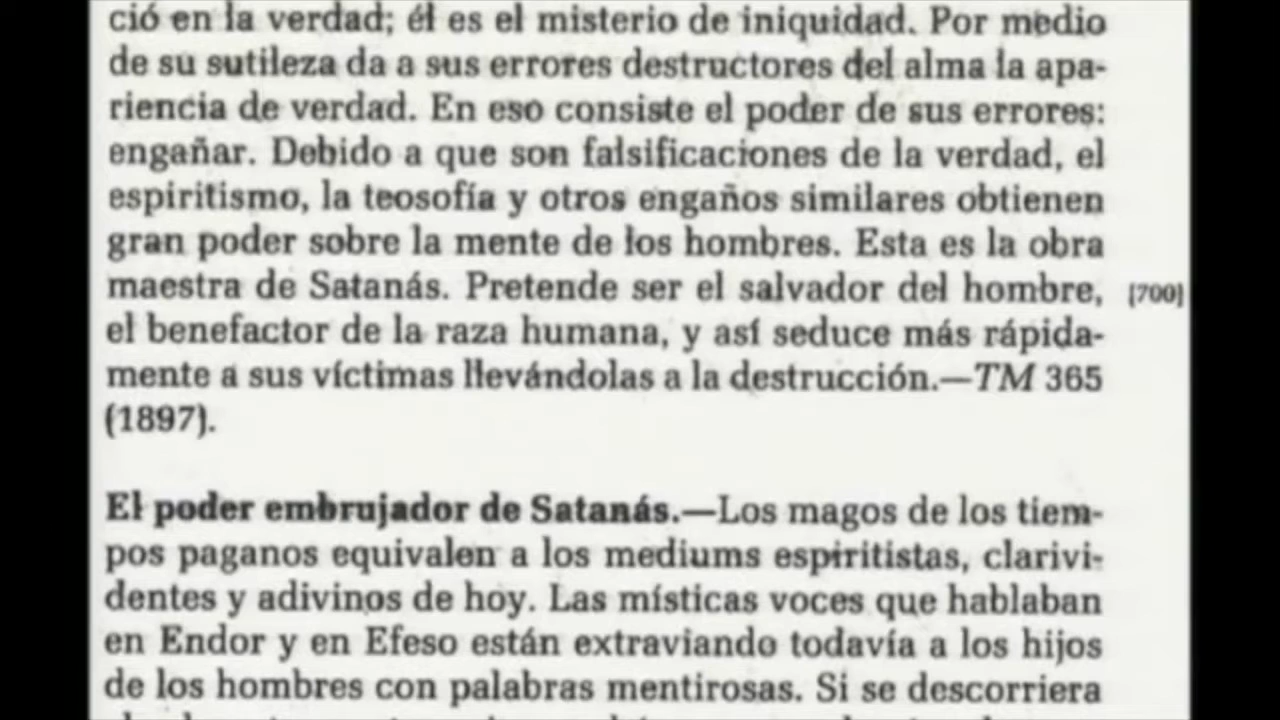 ció en la verdad; él es el misterio de iniquidad. Por medio
de su sutileza da a sus errores destructores del alma la apa-
riencia de verdad. En eso consiste el poder de sus errores:
engañar. Debido a que son falsificaciones de la verdad, el
espiritismo, la teosofía y otros engaños similares obtienen
gran poder sobre la mente de los hombres. Esta es la obra
maestra de Satanás. Pretende ser el salvador del hombre, [700]
el benefactor de la raza humana, y así seduce más rápida-
mente a sus víctimas llevándolas a la destrucción.—TM 365
(1897).
El poder embrujador de Satanás.—Los magos de los tiem-
pos paganos equivalen a los mediums espiritistas, clarivi-
dentes y adivinos de hoy. Las místicas voces que hablaban
en Endor y en Efeso están extraviando todavía a los hijos
de los hombres con palabras mentirosas. Si se descorriera